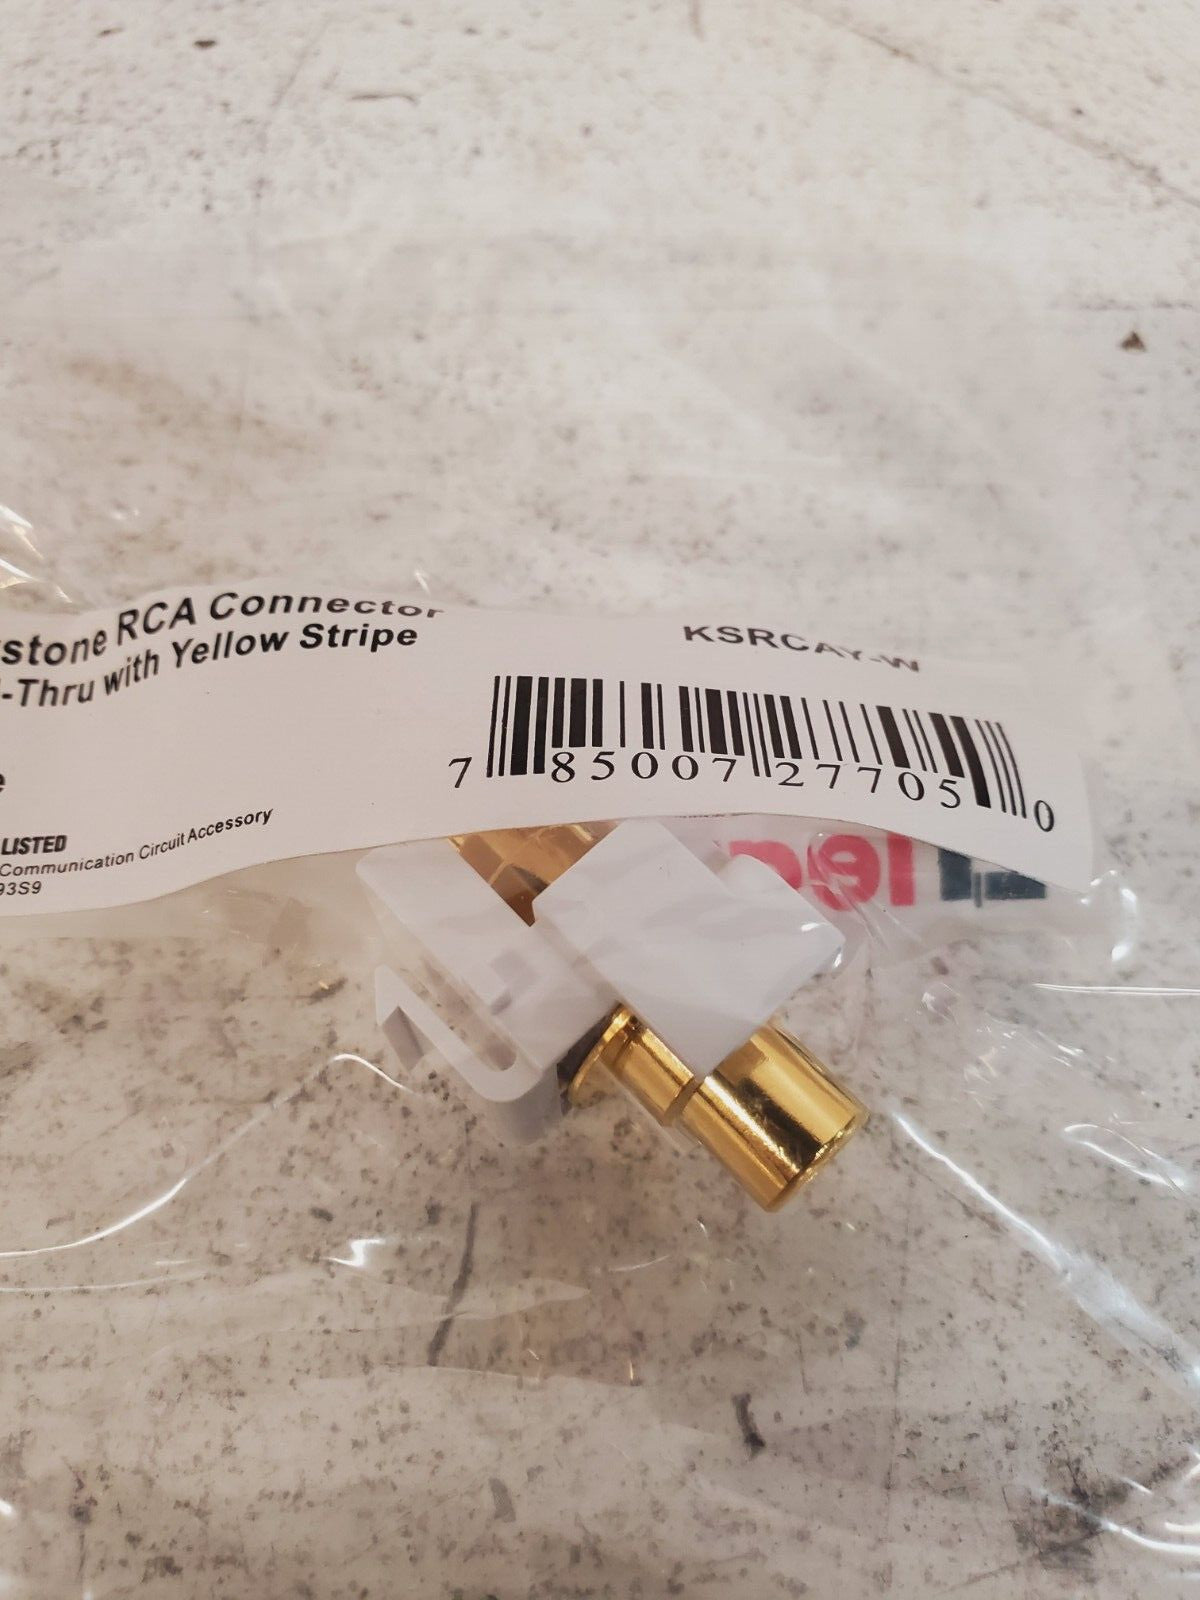 stone RCA Connector
-Thru with Yellow Stripe
KSRCAY-W
7 85007 27705 0
e
LISTED
Communication Circuit Accessory
93S9